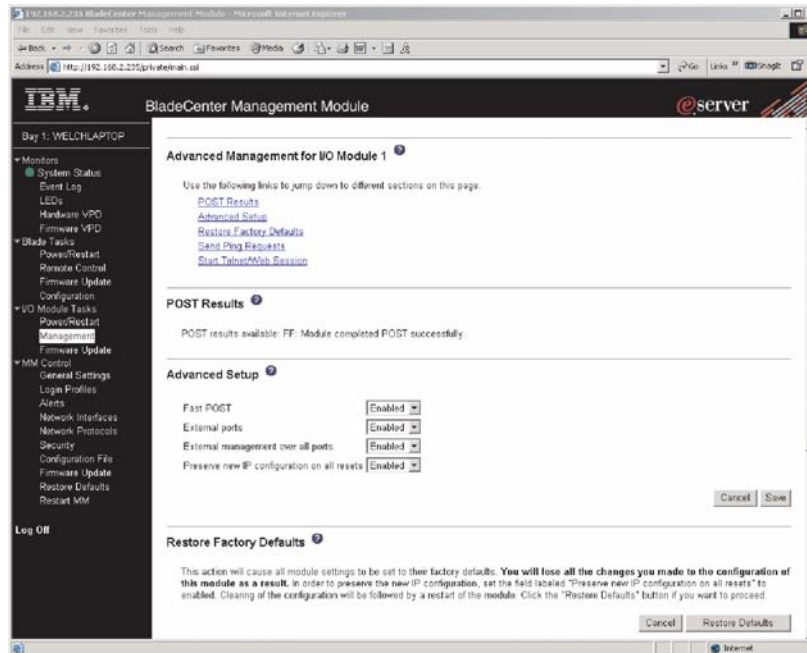 192.168.2.235 BladeCenter Management Module - Microsoft Internet Explorer
File Edit View Favorites Tools Help
Back Search Favorites Media
Address http://192.168.2.235/private/main.ssi Go Links SnagIt
IBM. BladeCenter Management Module eserver
Bay 1: WELCHLAPTOP
Monitors
System Status
Event Log
LEDs
Hardware VPD
Firmware VPD
Blade Tasks
Power/Restart
Remote Control
Firmware Update
Configuration
I/O Module Tasks
Power/Restart
Management
Firmware Update
MM Control
General Settings
Login Profiles
Alerts
Network Interfaces
Network Protocols
Security
Configuration File
Firmware Update
Restore Defaults
Restart MM
Log Off
Advanced Management for I/O Module 1
Use the following links to jump down to different sections on this page.
POST Results
Advanced Setup
Restore Factory Defaults
Send Ping Requests
Start Telnet/Web Session
POST Results
POST results available: FF: Module completed POST successfully.
Advanced Setup
Fast POST Enabled
External ports Enabled
External management over all ports Enabled
Preserve new IP configuration on all resets Enabled
Cancel Save
Restore Factory Defaults
This action will cause all module settings to be set to their factory defaults. You will lose all the changes you made to the configuration of
this module as a result. In order to preserve the new IP configuration, set the field labeled "Preserve new IP configuration on all resets" to
enabled. Clearing of the configuration will be followed by a restart of the module. Click the "Restore Defaults" button if you want to proceed.
Cancel Restore Defaults
Internet